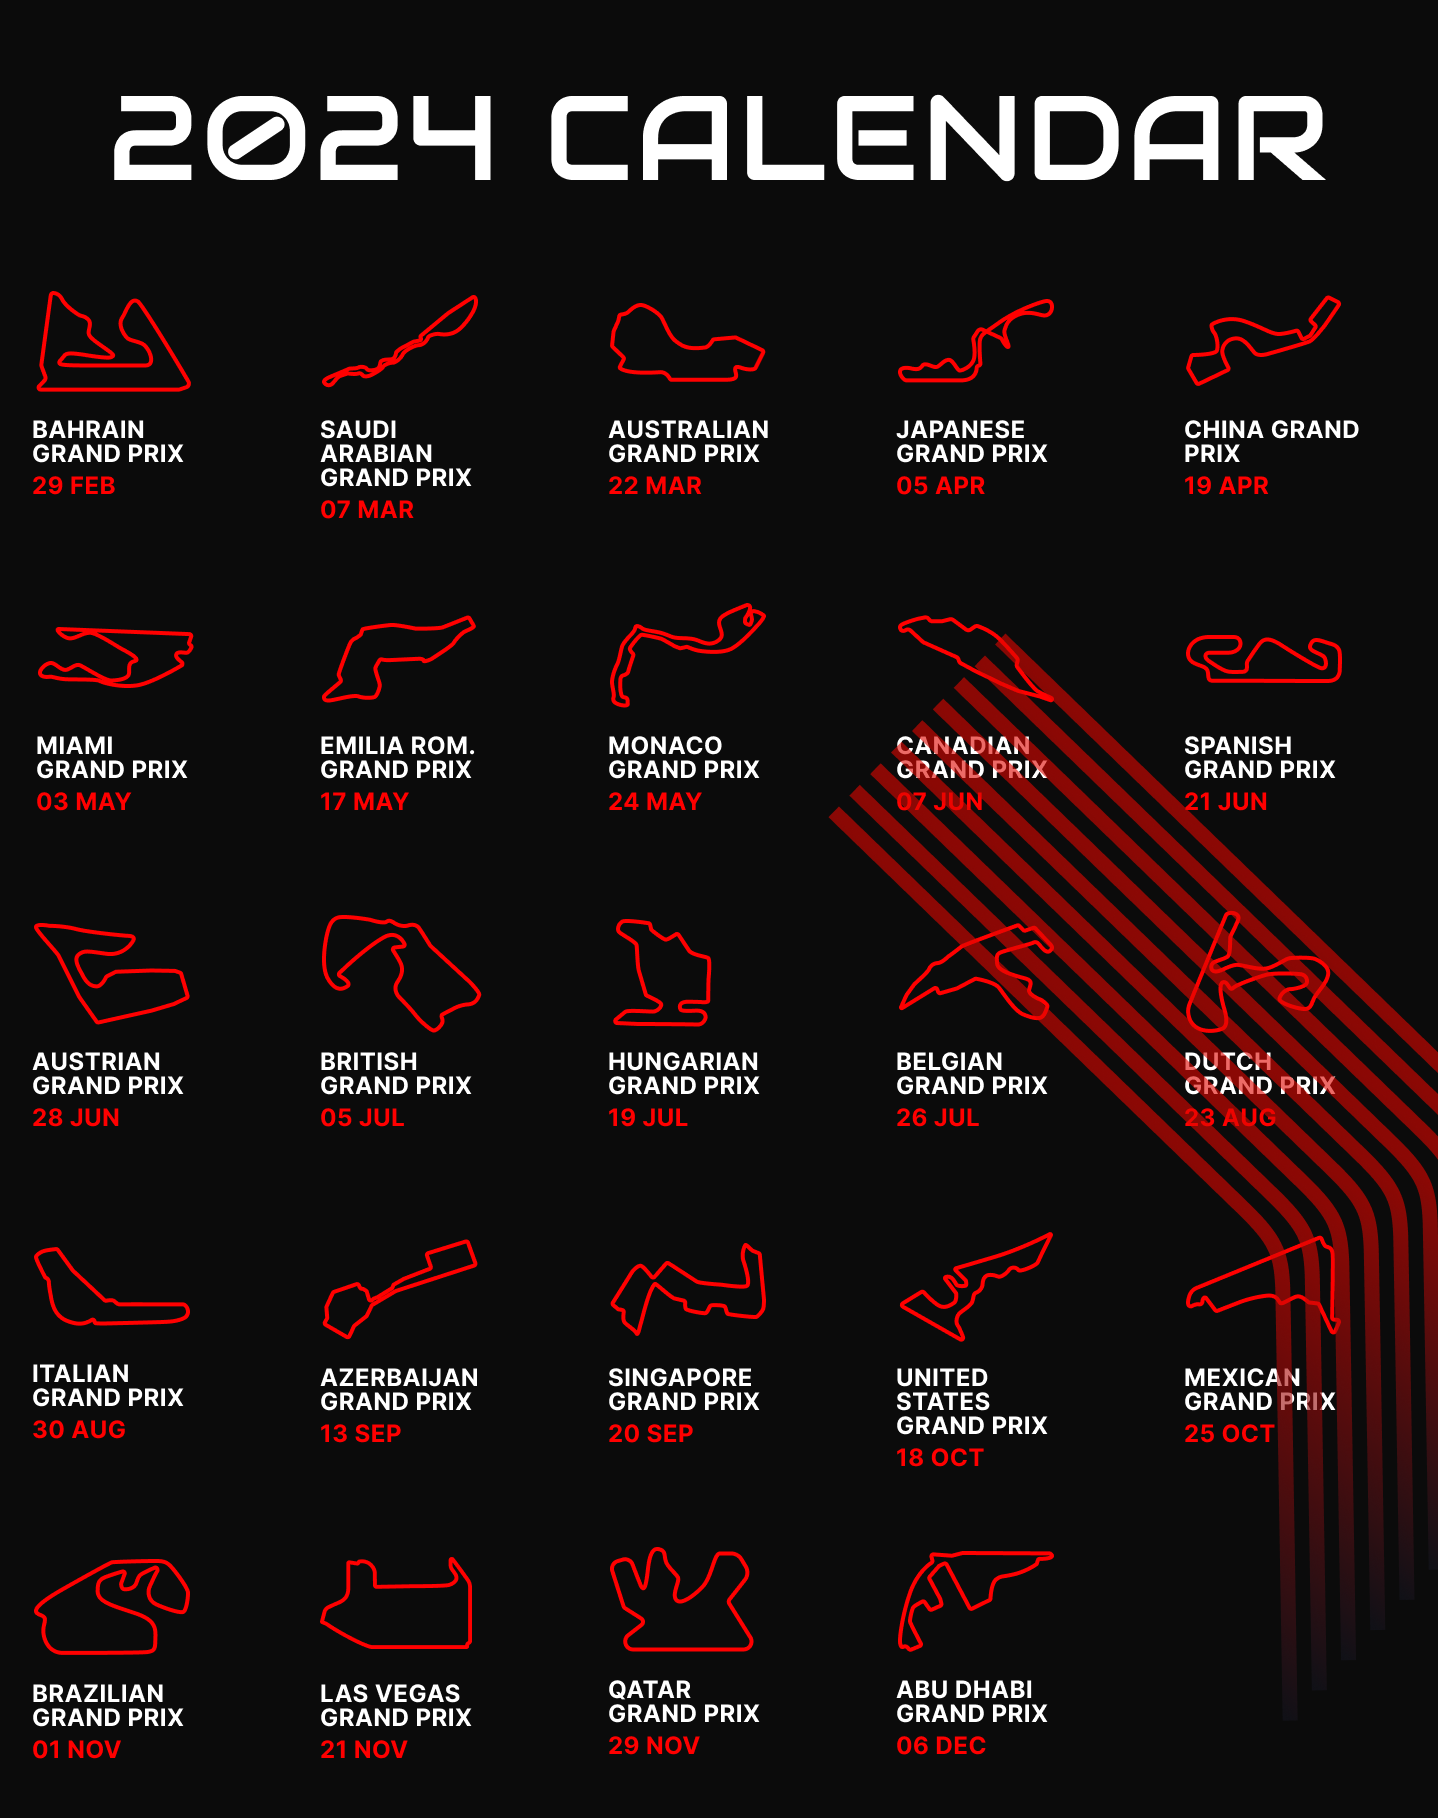 2024 CALENDAR
BAHRAIN
GRAND PRIX
29 FEB
SAUDI
ARABIAN
GRAND PRIX
07 MAR
AUSTRALIAN
GRAND PRIX
22 MAR
JAPANESE
GRAND PRIX
05 APR
CHINA GRAND
PRIX
19 APR
MIAMI
GRAND PRIX
03 MAY
EMILIA ROM.
GRAND PRIX
17 MAY
MONACO
GRAND PRIX
24 MAY
CANADIAN
GRAND PRIX
07 JUN
SPANISH
GRAND PRIX
21 JUN
AUSTRIAN
GRAND PRIX
28 JUN
BRITISH
GRAND PRIX
05 JUL
HUNGARIAN
GRAND PRIX
19 JUL
BELGIAN
GRAND PRIX
26 JUL
DUTCH
GRAND PRIX
23 AUG
ITALIAN
GRAND PRIX
30 AUG
AZERBAIJAN
GRAND PRIX
13 SEP
SINGAPORE
GRAND PRIX
20 SEP
UNITED
STATES
GRAND PRIX
18 OCT
MEXICAN
GRAND PRIX
25 OCT
BRAZILIAN
GRAND PRIX
01 NOV
LAS VEGAS
GRAND PRIX
21 NOV
QATAR
GRAND PRIX
29 NOV
ABU DHABI
GRAND PRIX
06 DEC